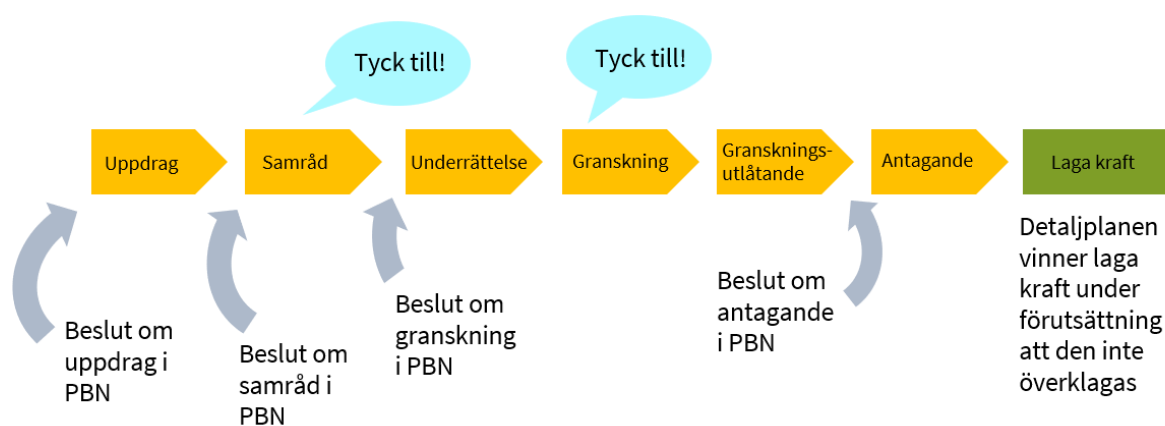 Tyck till!
Tyck till!
Uppdrag
Samråd
Underrättelse
Granskning
Gransknings-
utlåtande
Antagande
Laga kraft
Beslut om
uppdrag i
PBN
Beslut om
samråd i
PBN
Beslut om
granskning
i PBN
Beslut om
antagande
i PBN
Detaljplanen
vinner laga
kraft under
förutsättning
att den inte
överklagas